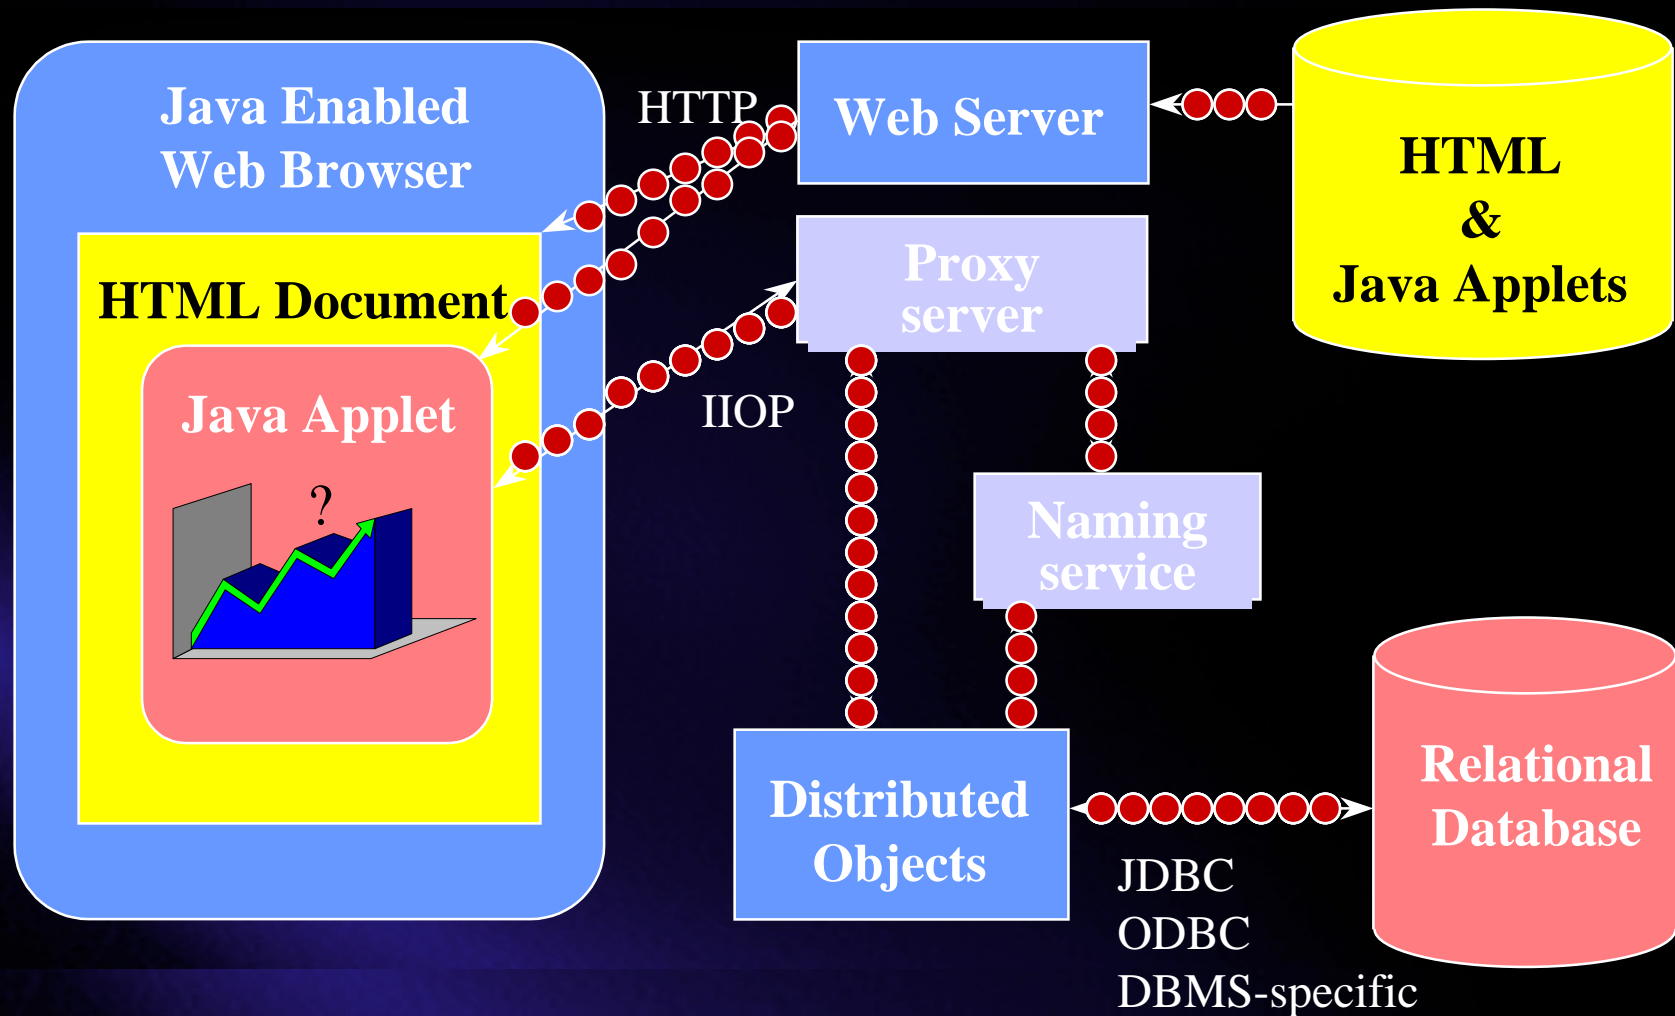 Java Enabled
Web Browser
HTML Document
Java Applet
?
HTTP
IIOP
Web Server
Proxy
server
Naming
service
Distributed
Objects
HTML
&
Java Applets
Relational
Database
JDBC
ODBC
DBMS-specific